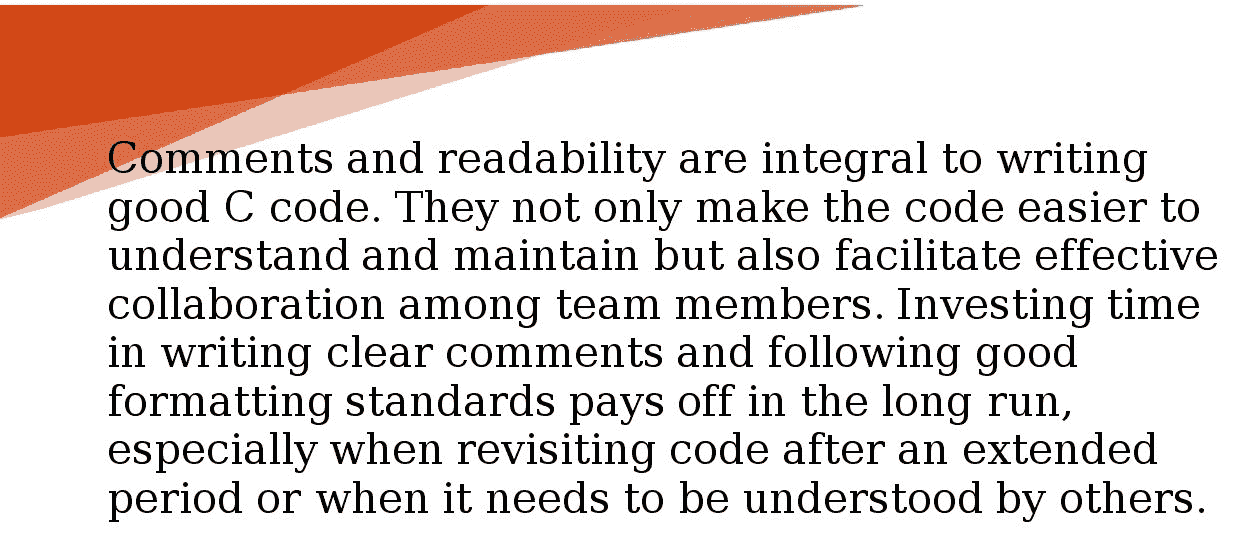 Comments and readability are integral to writing
good C code. They not only make the code easier to
understand and maintain but also facilitate effective
collaboration among team members. Investing time
in writing clear comments and following good
formatting standards pays off in the long run,
especially when revisiting code after an extended
period or when it needs to be understood by others.